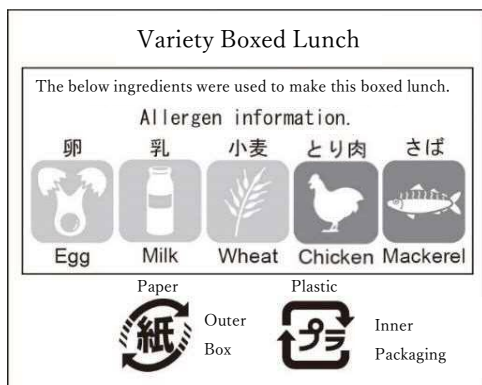 Variety Boxed Lunch
The below ingredients were used to make this boxed lunch.
Allergen information.
卵 乳 小麦 とり肉 さば
Egg Milk Wheat Chicken Mackerel
Paper Plastic
紙 Outer Box
プラ Inner Packaging